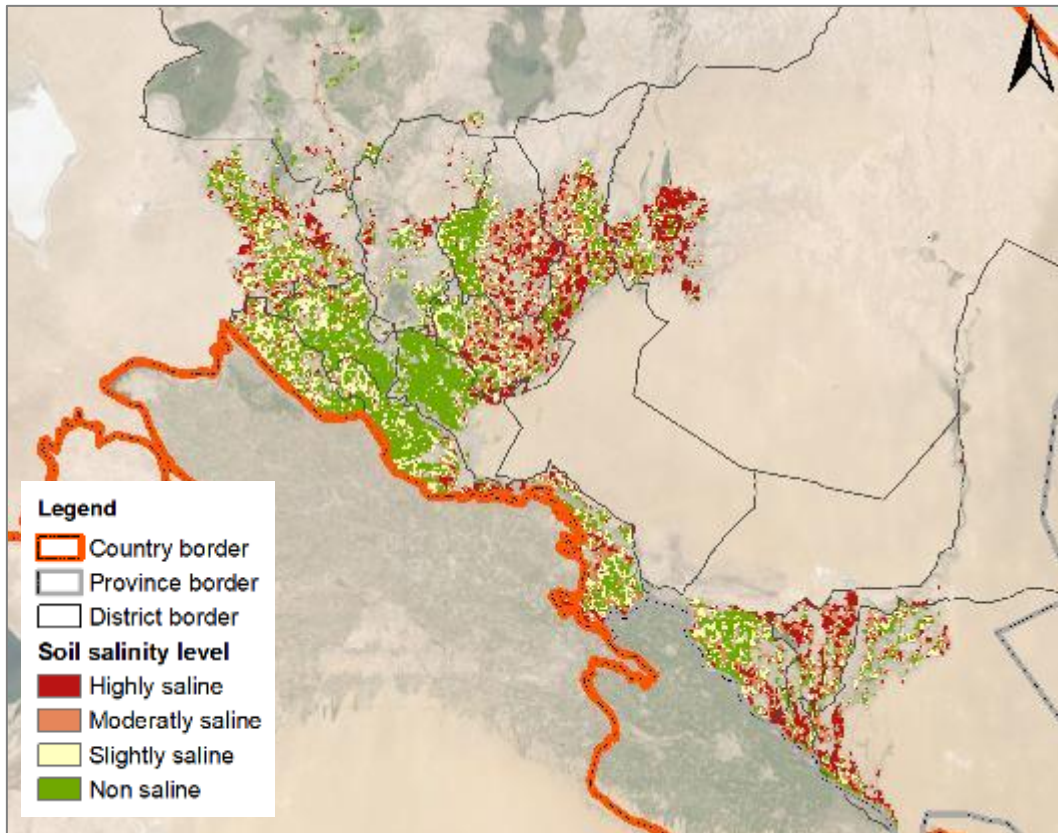 Legend
Country border
Province border
District border
Soil salinity level
Highly saline
Moderatly saline
Slightly saline
Non saline